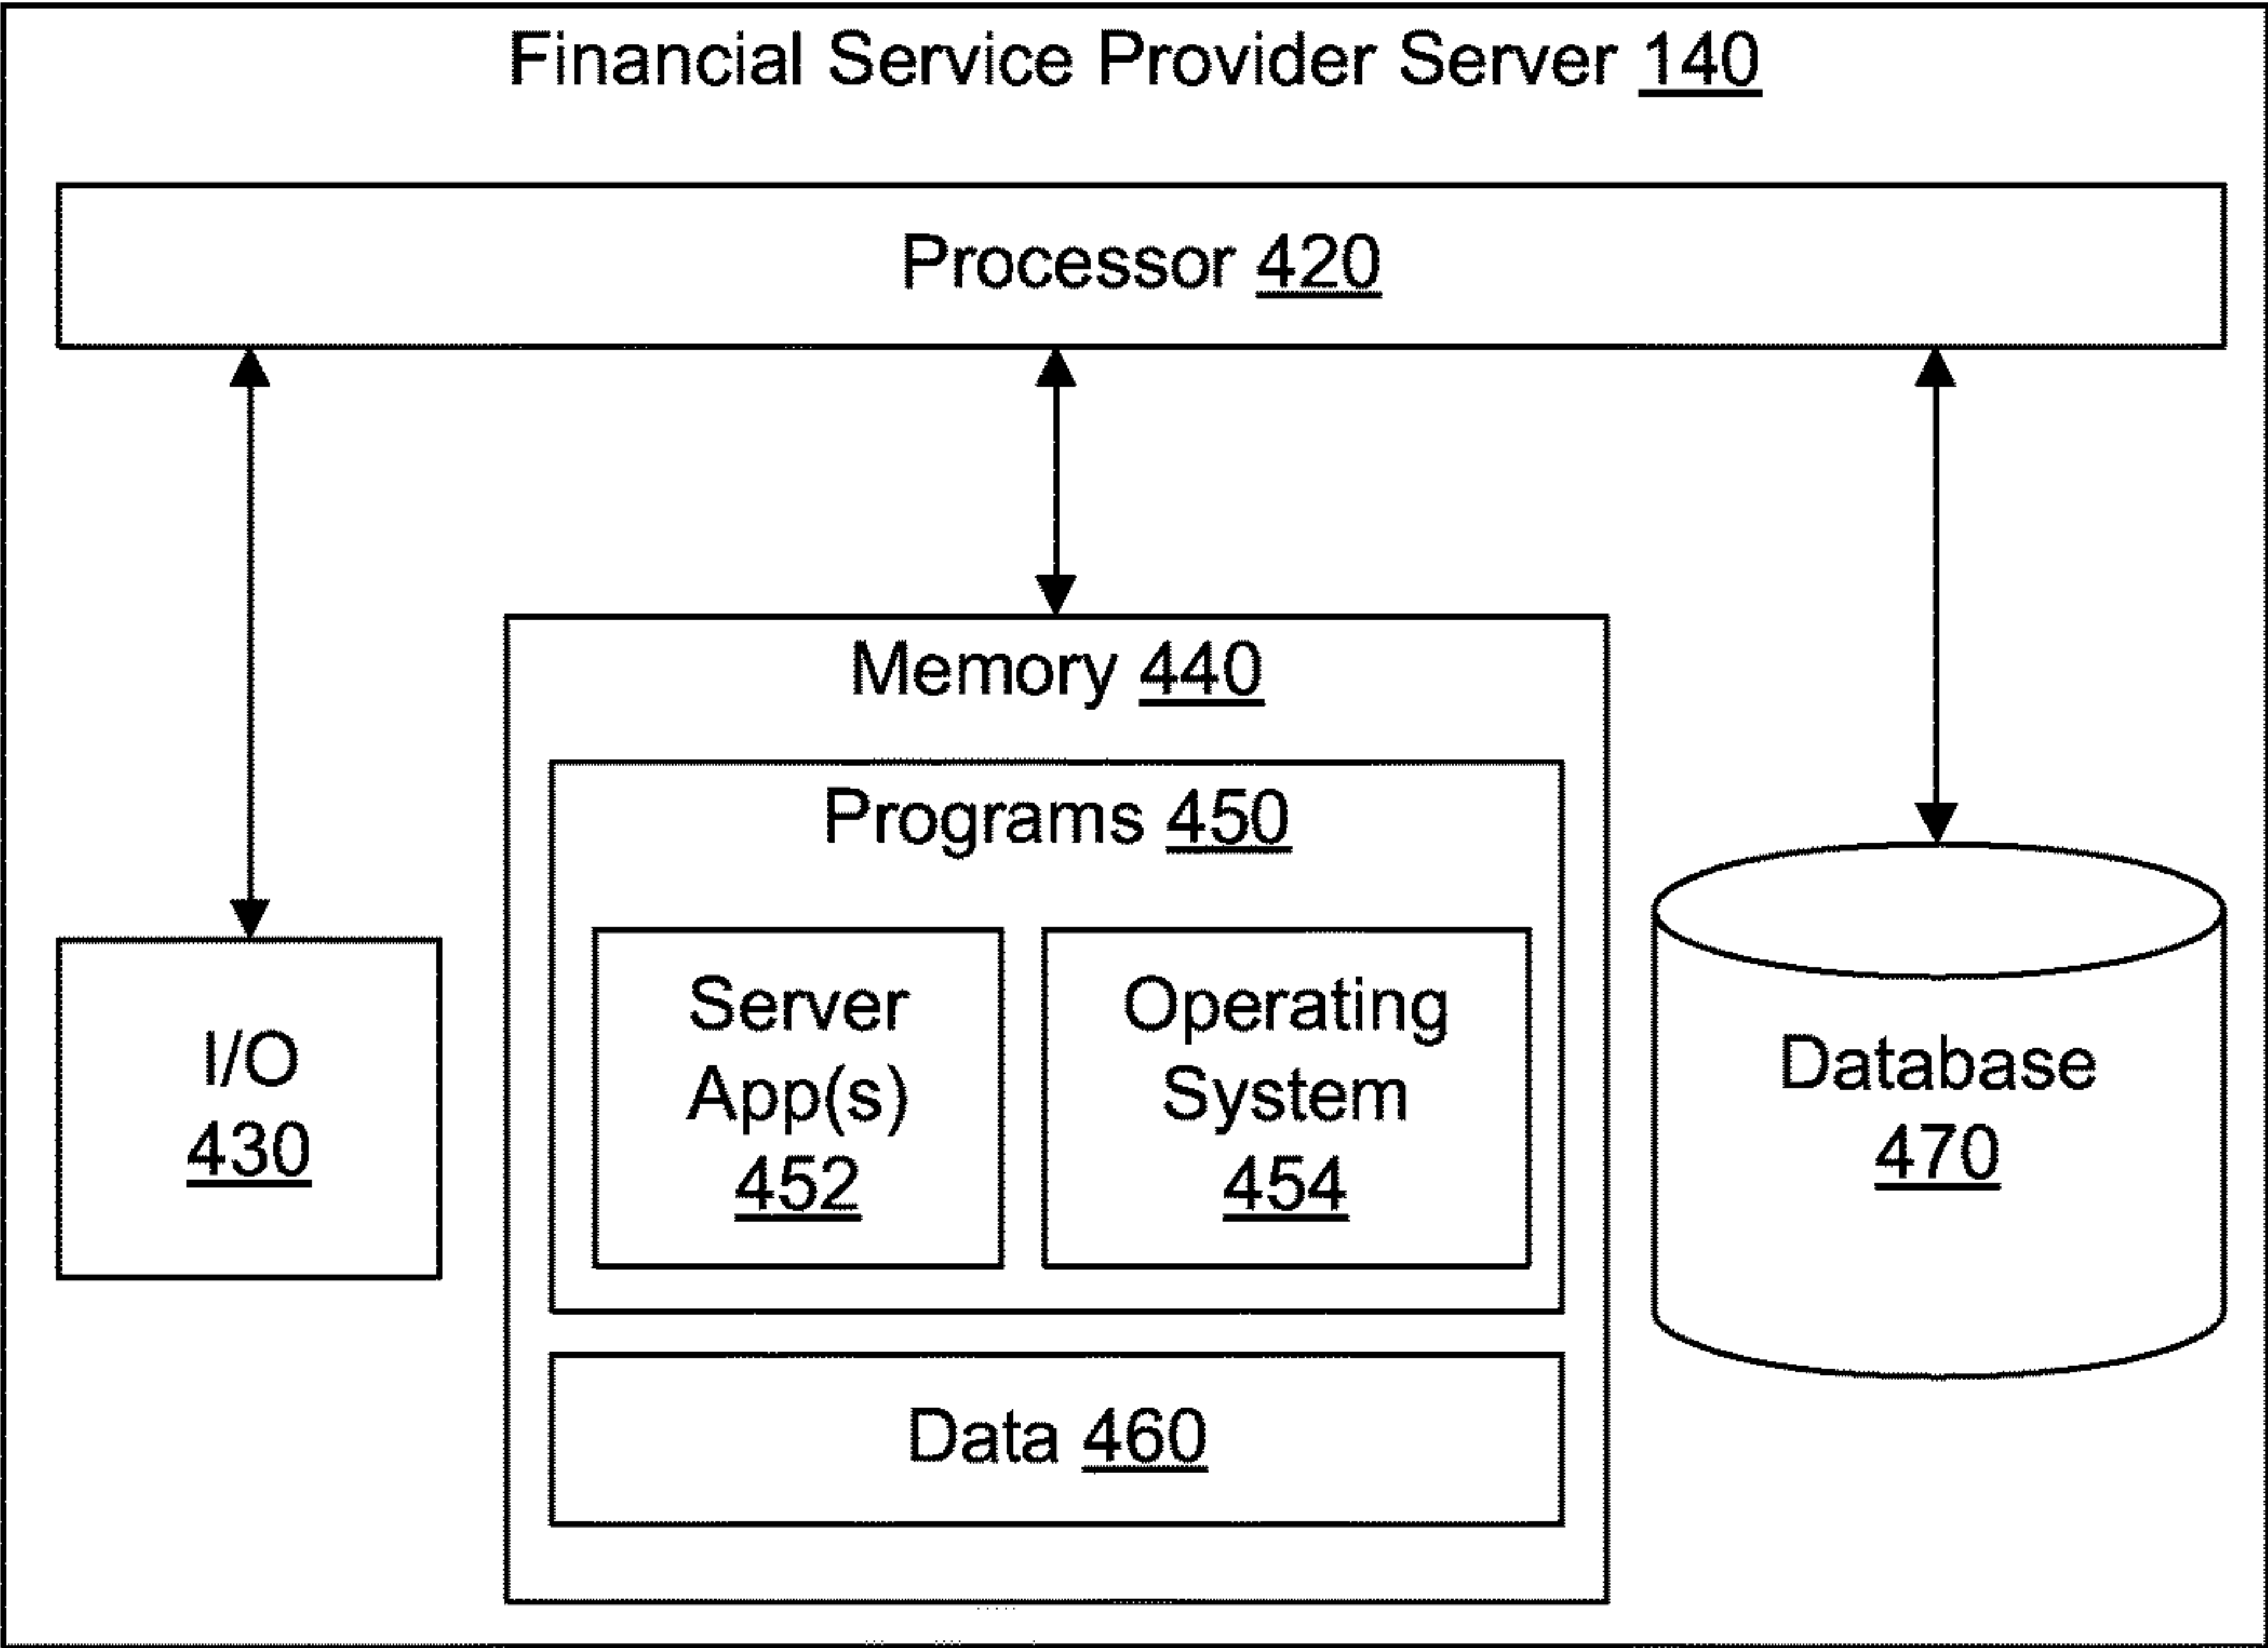 Financial Service Provider Server 140
Processor 420
Memory 440
Programs 450
Server
App(s)
452
Operating
System
454
I/O
430
Database
470
Data 460